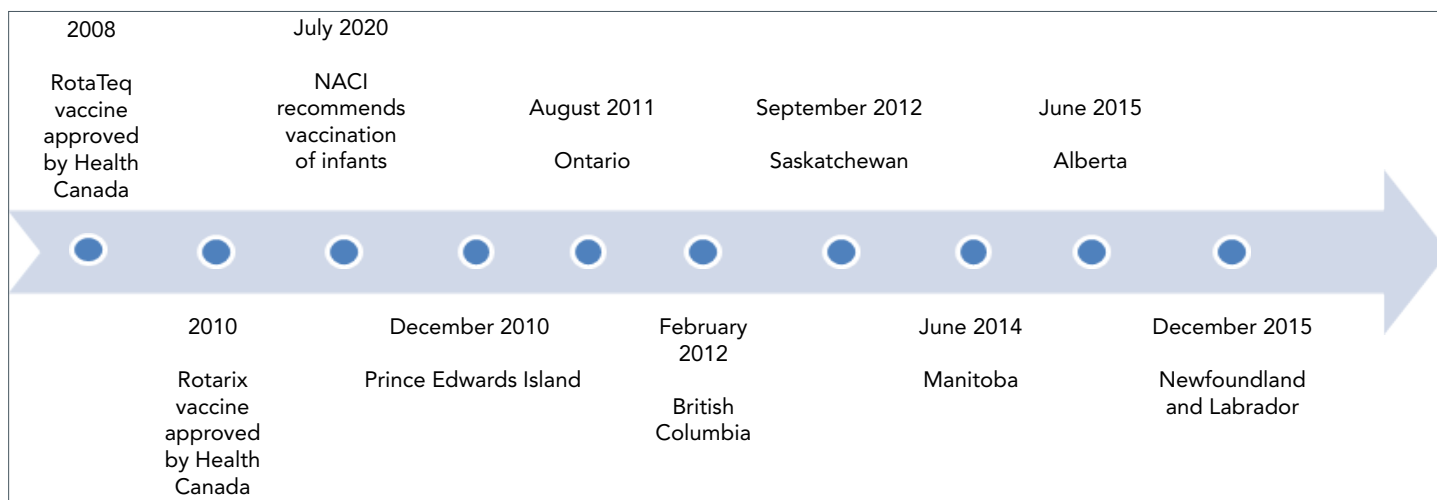 2008
RotaTeq
vaccine
approved
by Health
Canada
2010
Rotarix
vaccine
approved
by Health
Canada
July 2020
NACI
recommends
vaccination
of infants
December 2010
Prince Edwards Island
August 2011
Ontario
February
2012
British
Columbia
September 2012
Saskatchewan
June 2014
Manitoba
June 2015
Alberta
December 2015
Newfoundland
and Labrador